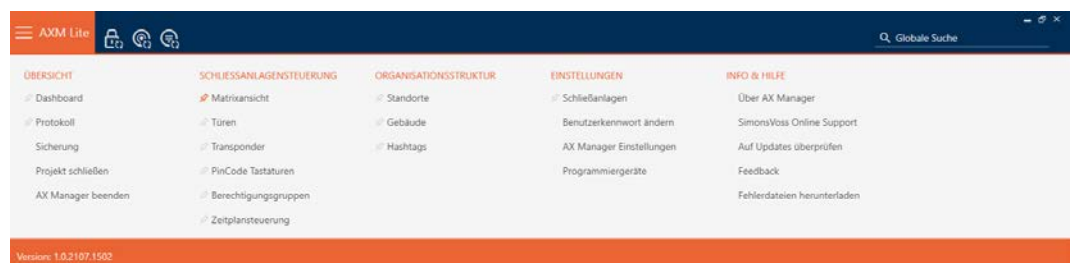 AXM Lite
Globale Suche
ÜBERSICHT
Dashboard
Protokoll
Sicherung
Projekt schließen
AX Manager beenden
SCHLIESSANLAGENSTEUERUNG
Matrixansicht
Türen
Transponder
PinCode Tastaturen
Berechtigungsgruppen
Zeitplansteuerung
ORGANISATIONSSTRUKTUR
Standorte
Gebäude
Hashtags
EINSTELLUNGEN
Schließanlagen
Benutzerkennwort ändern
AX Manager Einstellungen
Programmiergeräte
INFO & HILFE
Über AX Manager
SimonsVoss Online Support
Auf Updates überprüfen
Feedback
Fehlerdateien herunterladen
Version: 1.0.2107.1502